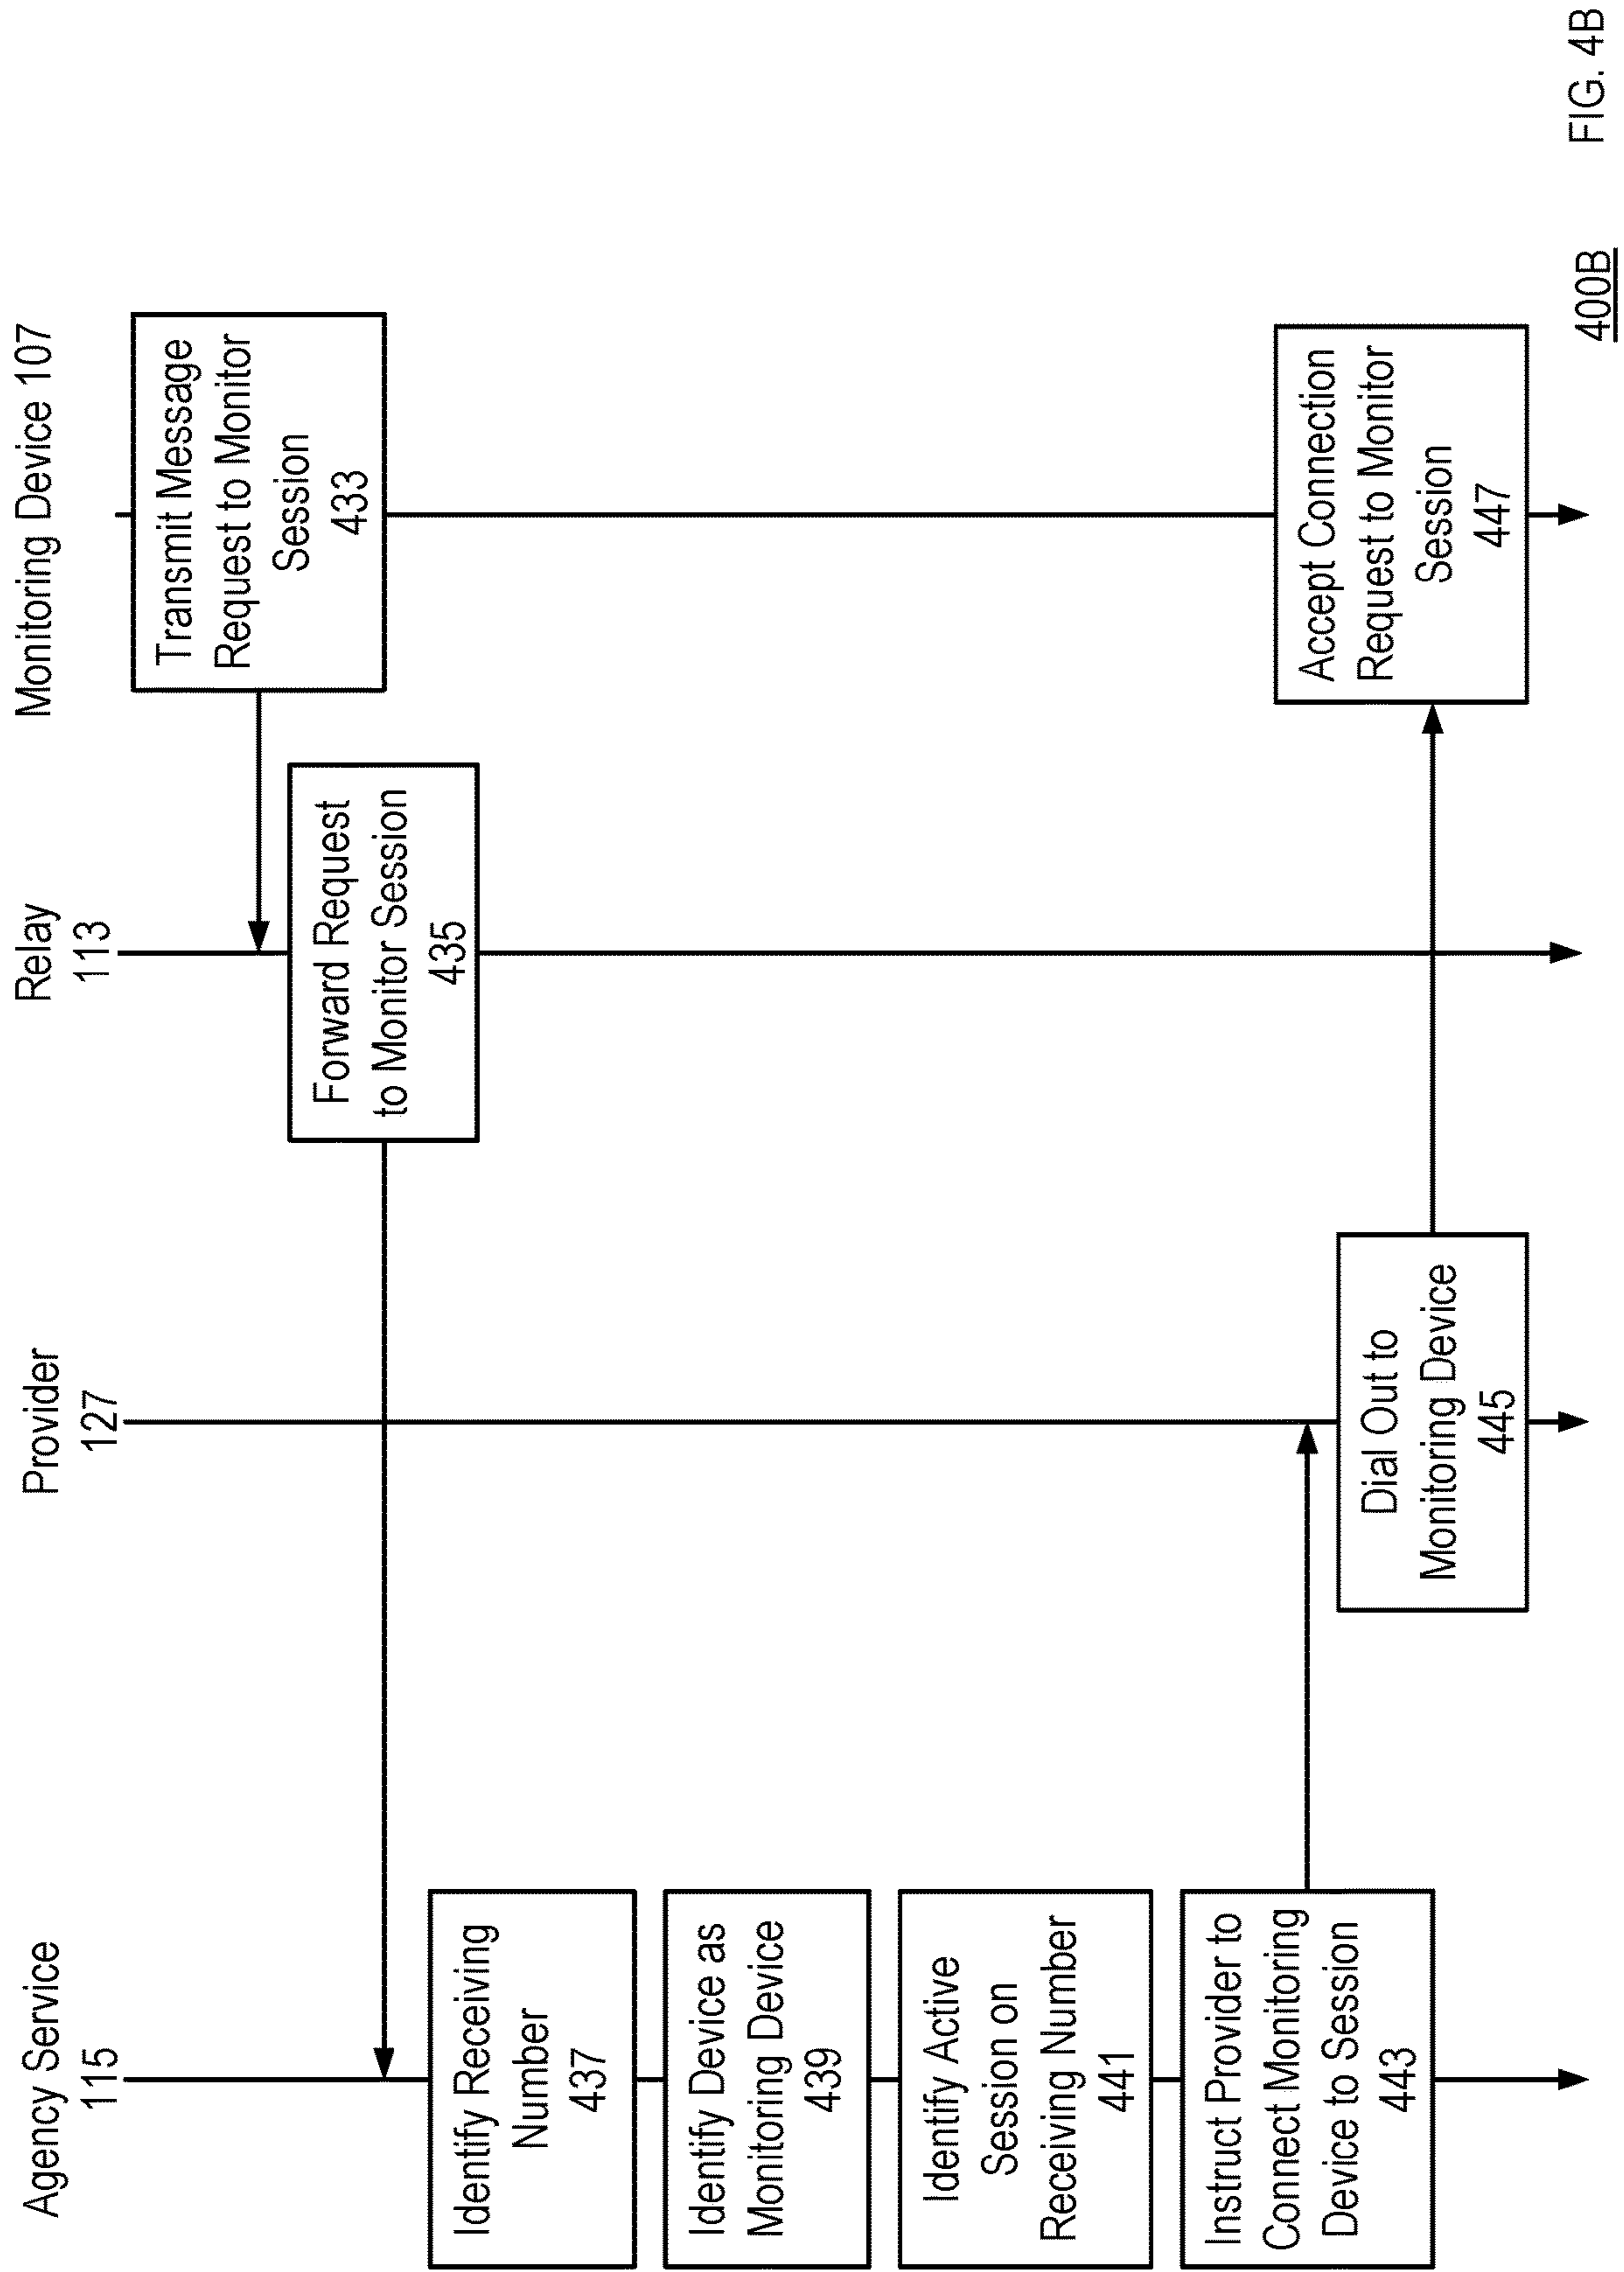 Agency Service
115
Provider
127
Relay
113
Monitoring Device 107
Transmit Message
Request to Monitor
Session
433
Forward Request
to Monitor Session
435
Identify Receiving
Number
437
Identify Device as
Monitoring Device
439
Identify Active
Session on
Receiving Number
441
Instruct Provider to
Connect Monitoring
Device to Session
443
Dial Out to
Monitoring Device
445
Accept Connection
Request to Monitor
Session
447
400B
FIG. 4B